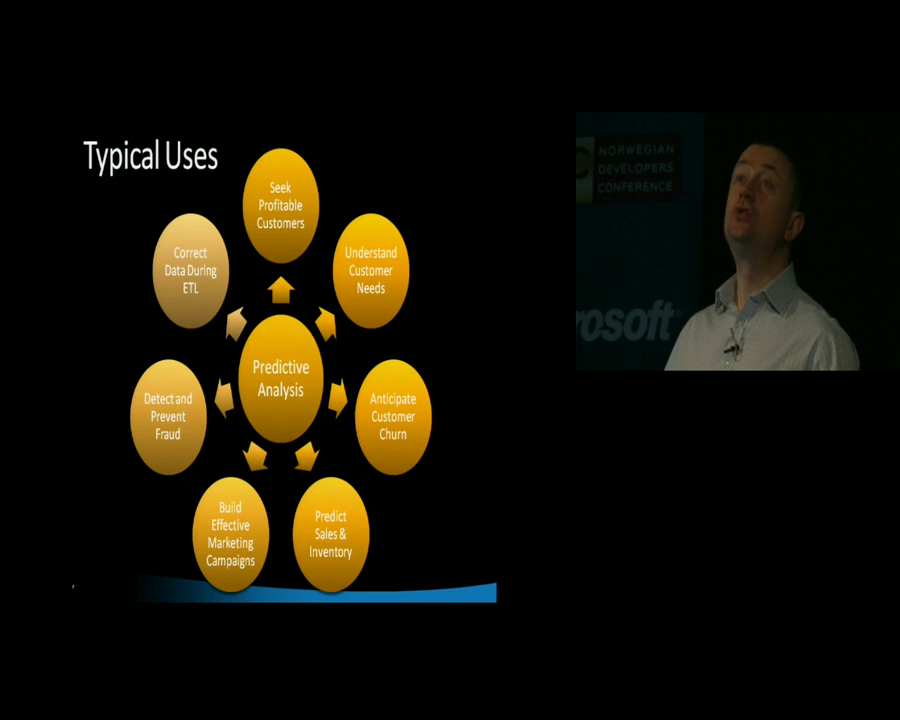 Typical Uses
Seek
Profitable
Customers
Understand
Customer
Needs
Anticipate
Customer
Churn
Predict
Sales &
Inventory
Build
Effective
Marketing
Campaigns
Detect and
Prevent
Fraud
Correct
Data During
ETL
Predictive
Analysis
C
NORWEGIAN
DEVELOPERS
CONFERENCE
rosoft